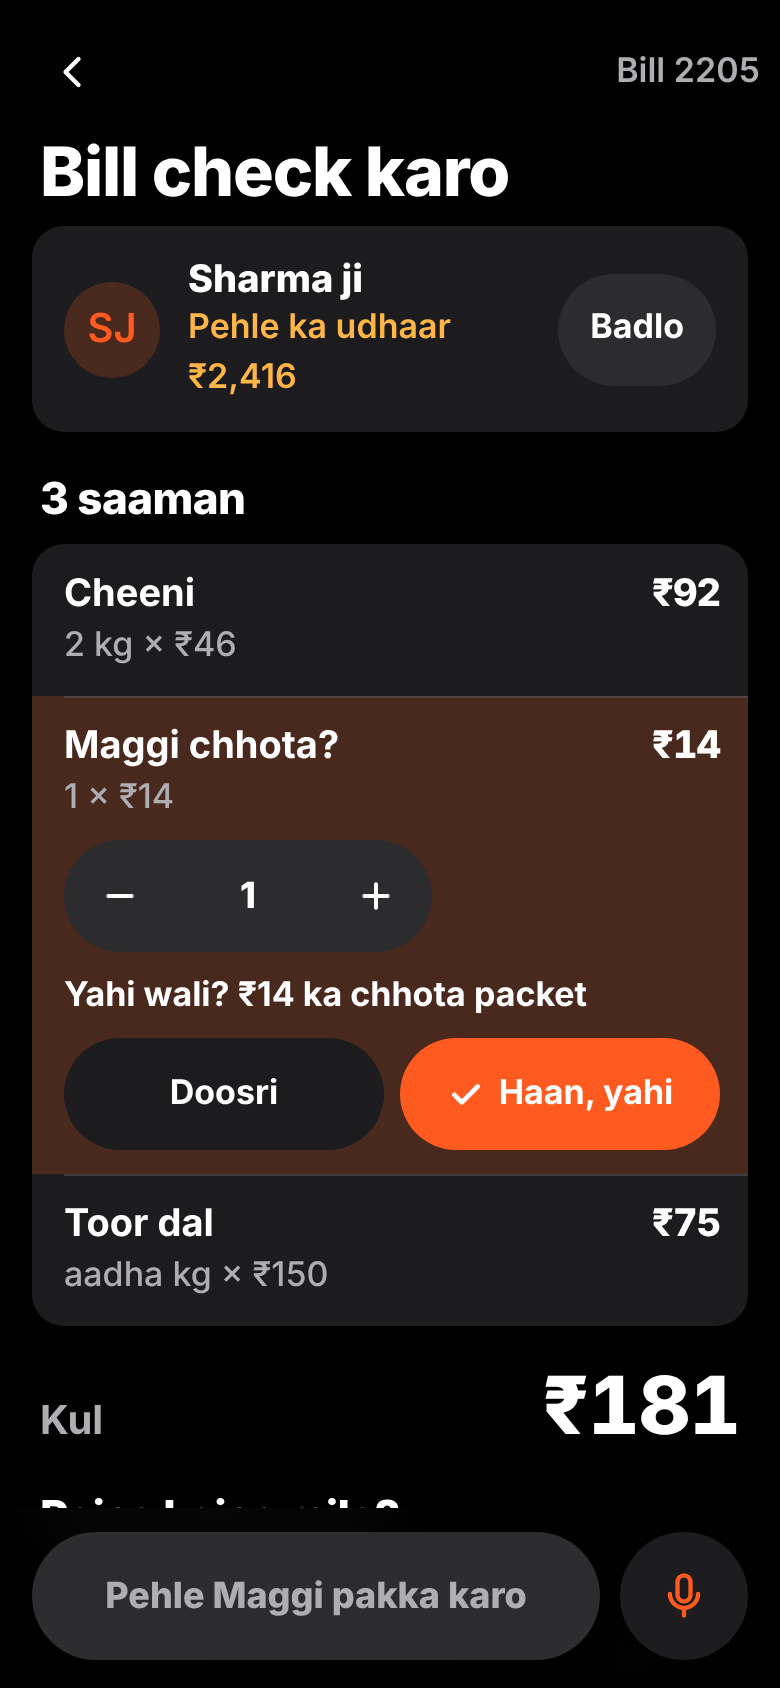 Bill 2205
Bill check karo
SJ
Sharma ji
Pehle ka udhaar
₹2,416
Badlo
3 saaman
Cheeni
₹92
2 kg × ₹46
Maggi chhota?
₹14
1 × ₹14
− 1 +
Yahi wali? ₹14 ka chhota packet
Doosri
Haan, yahi
Toor dal
₹75
aadha kg × ₹150
Kul
₹181
Pehle Maggi pakka karo